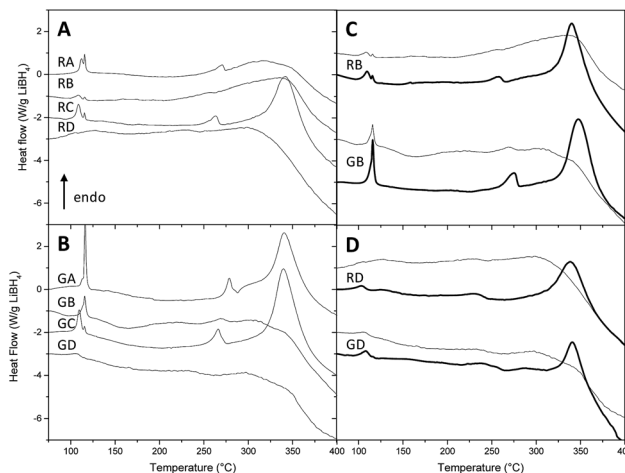 A
C
Heat flow (W/g LiBH4)
2
0
-2
-4
-6
RA
RB
RC
RD
endo
RB
GB
B
D
Heat Flow (W/g LiBH4)
2
0
-2
-4
-6
GA
GB
GC
GD
RD
GD
100 150 200 250 300 350 400
100 150 200 250 300 350 400
Temperature (°C)
Temperature (°C)